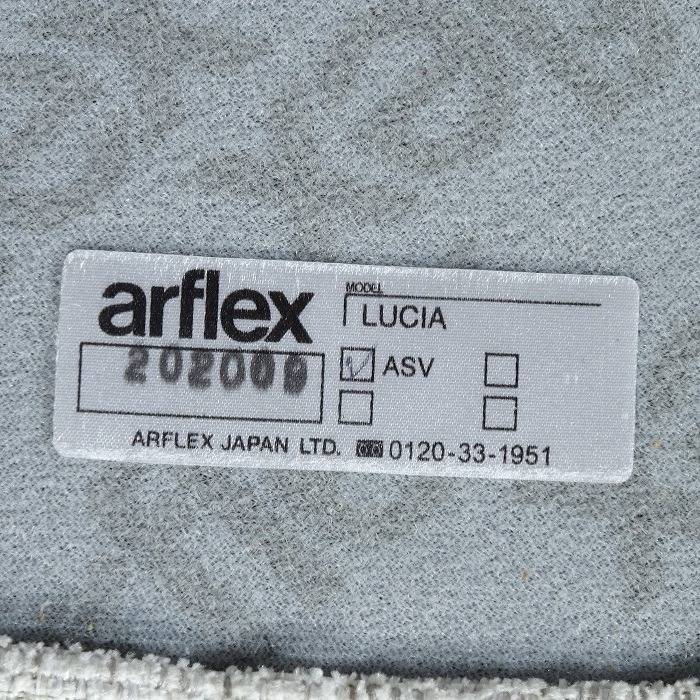 arflex
MODEL
LUCIA
202009
ASV
ARFLEX JAPAN LTD. 0120-33-1951